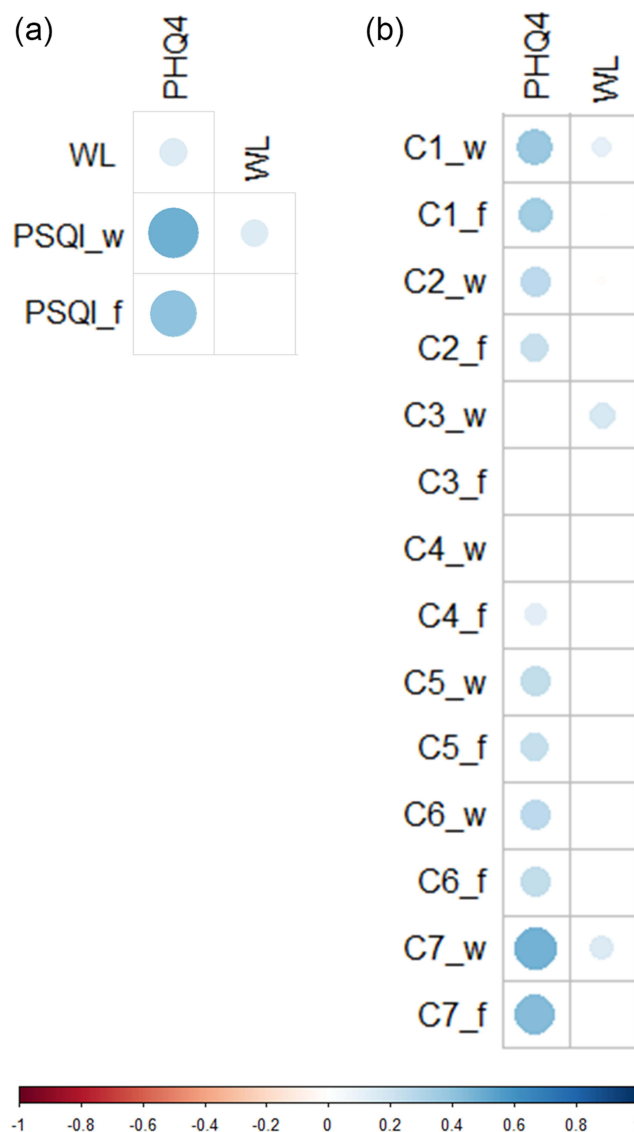 (a)
PHQ4
WL
WL
PSQI_w
PSQI_f
(b)
PHQ4
WL
C1_w
C1_f
C2_w
C2_f
C3_w
C3_f
C4_w
C4_f
C5_w
C5_f
C6_w
C6_f
C7_w
C7_f
-1 -0.8 -0.6 -0.4 -0.2 0 0.2 0.4 0.6 0.8